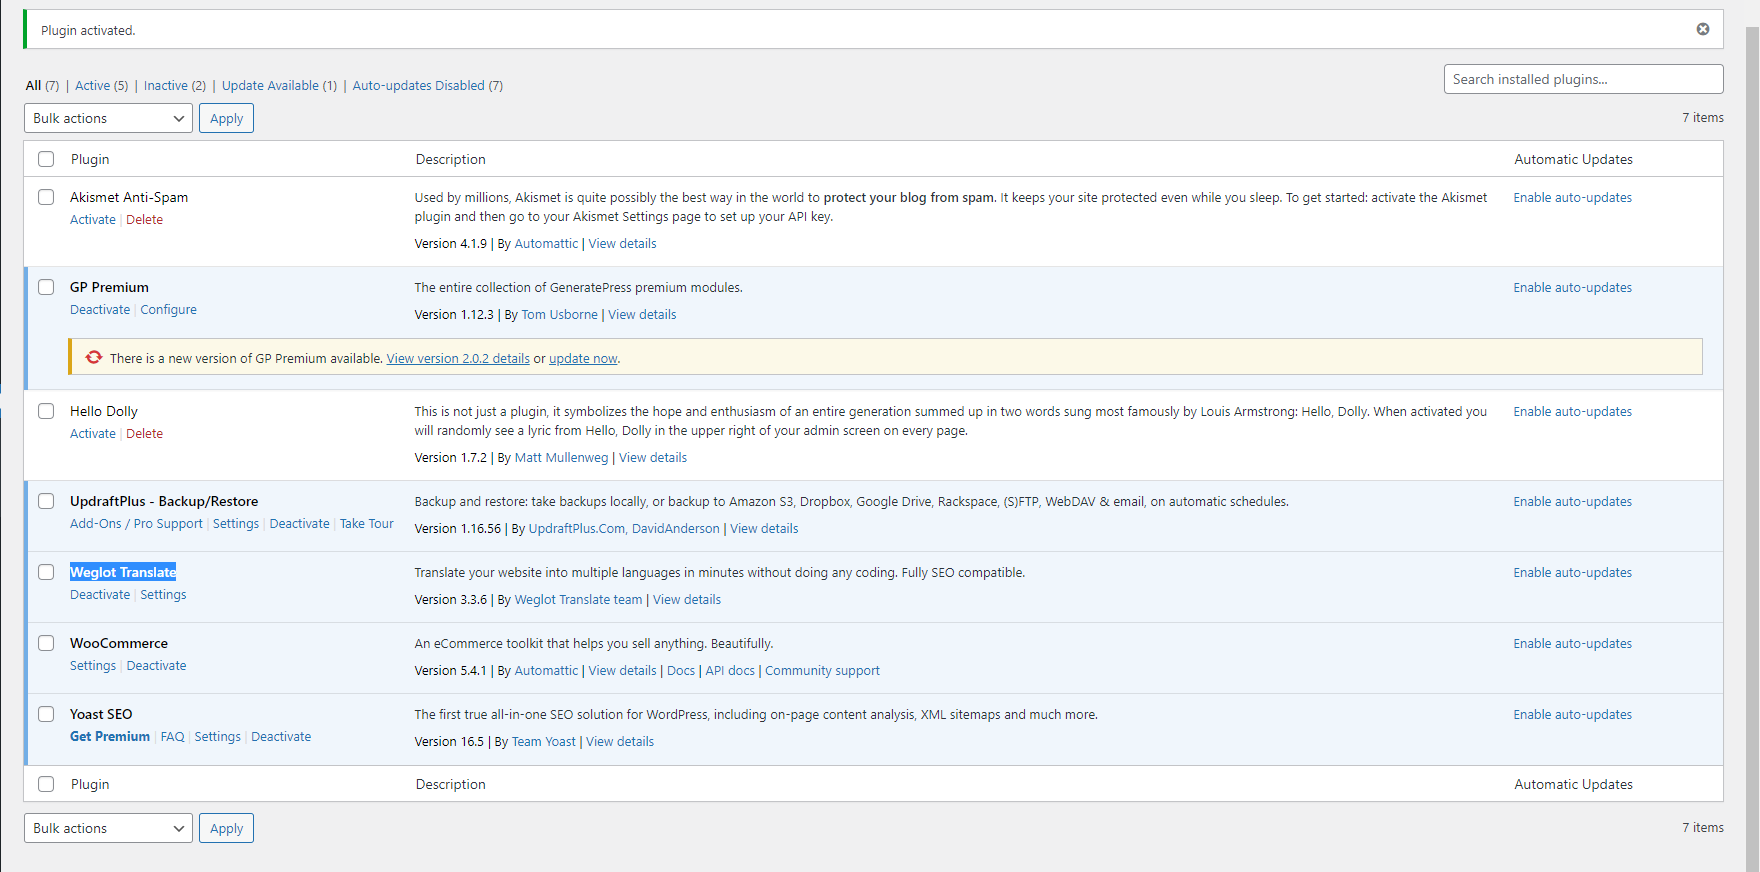 Plugin activated.
All (7) | Active (5) | Inactive (2) | Update Available (1) | Auto-updates Disabled (7)
Search installed plugins...
Bulk actions
Apply
7 items
Plugin Description Automatic Updates
Akismet Anti-Spam
Activate | Delete
Used by millions, Akismet is quite possibly the best way in the world to protect your blog from spam. It keeps your site protected even while you sleep. To get started: activate the Akismet
plugin and then go to your Akismet Settings page to set up your API key.
Version 4.1.9 | By Automattic | View details
Enable auto-updates
GP Premium
Deactivate | Configure
The entire collection of GeneratePress premium modules.
Version 1.12.3 | By Tom Usborne | View details
Enable auto-updates
There is a new version of GP Premium available. View version 2.0.2 details or update now.
Hello Dolly
Activate | Delete
This is not just a plugin, it symbolizes the hope and enthusiasm of an entire generation summed up in two words sung most famously by Louis Armstrong: Hello, Dolly. When activated you
will randomly see a lyric from Hello, Dolly in the upper right of your admin screen on every page.
Version 1.7.2 | By Matt Mullenweg | View details
Enable auto-updates
UpdraftPlus - Backup/Restore
Add-Ons / Pro Support | Settings | Deactivate | Take Tour
Backup and restore: take backups locally, or backup to Amazon S3, Dropbox, Google Drive, Rackspace, (S)FTP, WebDAV & email, on automatic schedules.
Version 1.16.56 | By UpdraftPlus.Com, DavidAnderson | View details
Enable auto-updates
Weglot Translate
Deactivate | Settings
Translate your website into multiple languages in minutes without doing any coding. Fully SEO compatible.
Version 3.3.6 | By Weglot Translate team | View details
Enable auto-updates
WooCommerce
Settings | Deactivate
An eCommerce toolkit that helps you sell anything. Beautifully.
Version 5.4.1 | By Automattic | View details | Docs | API docs | Community support
Enable auto-updates
Yoast SEO
Get Premium | FAQ | Settings | Deactivate
The first true all-in-one SEO solution for WordPress, including on-page content analysis, XML sitemaps and much more.
Version 16.5 | By Team Yoast | View details
Enable auto-updates
Plugin Description Automatic Updates
Bulk actions
Apply
7 items